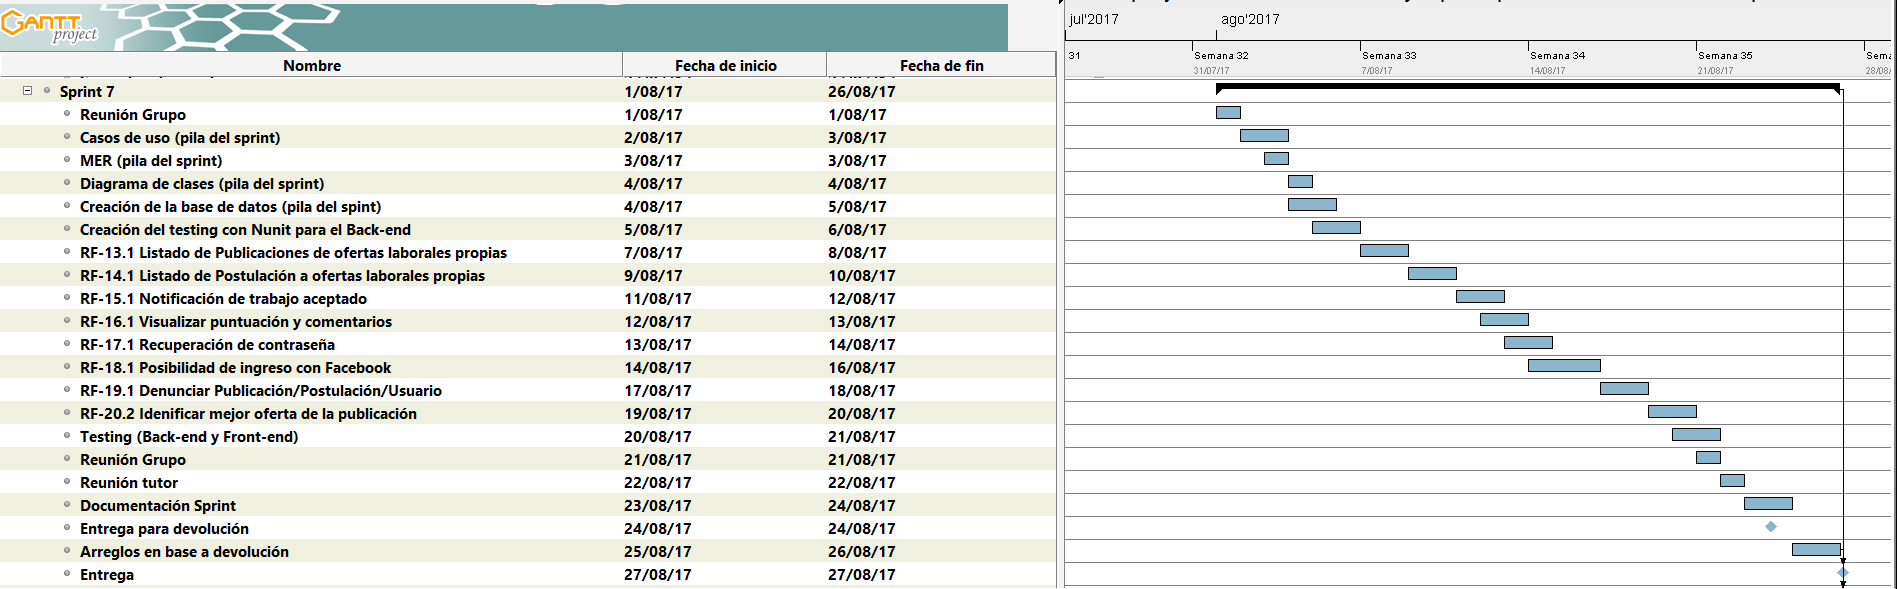 GANTT
project
jul'2017 ago'2017
31 Semana 32 Semana 33 Semana 34 Semana 35 Sema
31/07/17 7/08/17 14/08/17 21/08/17 28/08/
Nombre Fecha de inicio Fecha de fin
Sprint 7 1/08/17 26/08/17
Reunión Grupo 1/08/17 1/08/17
Casos de uso (pila del sprint) 2/08/17 3/08/17
MER (pila del sprint) 3/08/17 3/08/17
Diagrama de clases (pila del sprint) 4/08/17 4/08/17
Creación de la base de datos (pila del spint) 4/08/17 5/08/17
Creación del testing con Nunit para el Back-end 5/08/17 6/08/17
RF-13.1 Listado de Publicaciones de ofertas laborales propias 7/08/17 8/08/17
RF-14.1 Listado de Postulación a ofertas laborales propias 9/08/17 10/08/17
RF-15.1 Notificación de trabajo aceptado 11/08/17 12/08/17
RF-16.1 Visualizar puntuación y comentarios 12/08/17 13/08/17
RF-17.1 Recuperación de contraseña 13/08/17 14/08/17
RF-18.1 Posibilidad de ingreso con Facebook 14/08/17 16/08/17
RF-19.1 Denunciar Publicación/Postulación/Usuario 17/08/17 18/08/17
RF-20.2 Idenificar mejor oferta de la publicación 19/08/17 20/08/17
Testing (Back-end y Front-end) 20/08/17 21/08/17
Reunión Grupo 21/08/17 21/08/17
Reunión tutor 22/08/17 22/08/17
Documentación Sprint 23/08/17 24/08/17
Entrega para devolución 24/08/17 24/08/17
Arreglos en base a devolución 25/08/17 26/08/17
Entrega 27/08/17 27/08/17